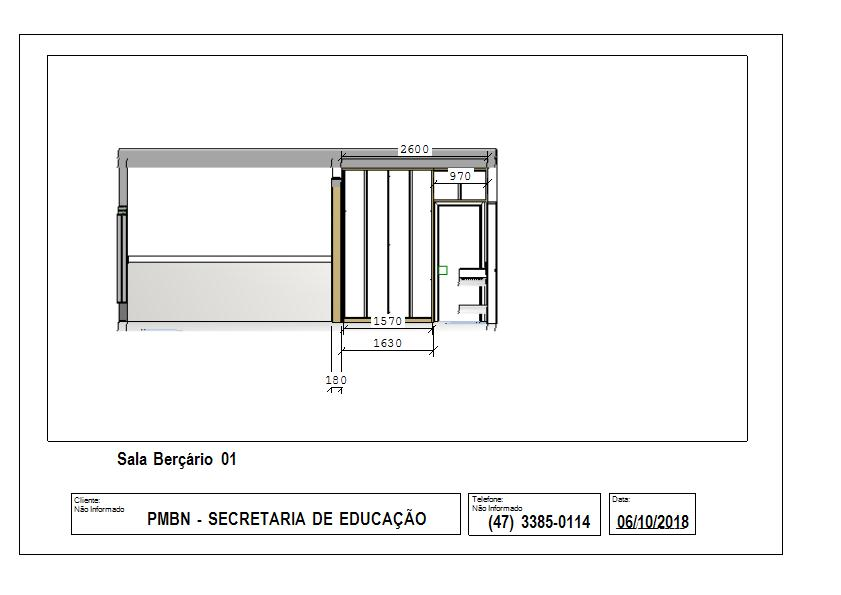 2600
970
1570
1630
180
Sala Berçário 01
Cliente:
Não Informado
PMBN - SECRETARIA DE EDUCAÇÃO
Telefone:
Não Informado
(47) 3385-0114
Data:
06/10/2018